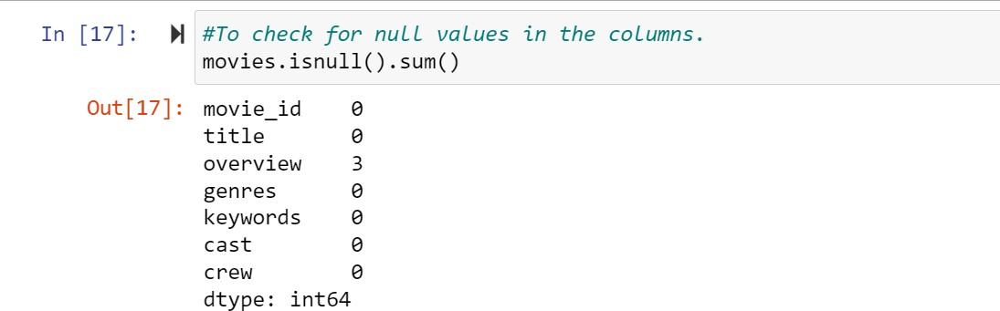 In [17]: #To check for null values in the columns.
movies.isnull().sum()
Out[17]: movie_id 0
title 0
overview 3
genres 0
keywords 0
cast 0
crew 0
dtype: int64